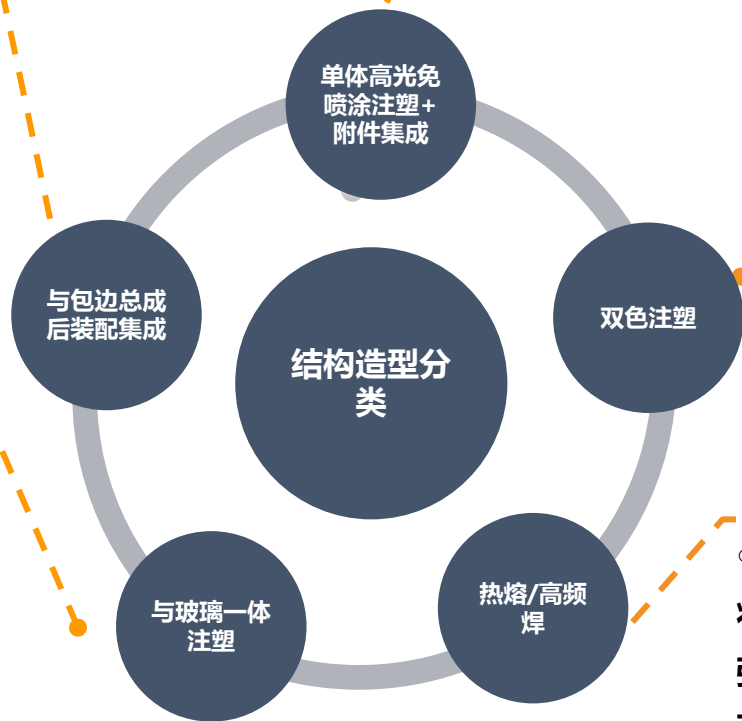 单体高光免
喷涂注塑+
附件集成
与包边总成
后装配集成
双色注塑
结构造型分
类
热熔/高频
焊
与玻璃一体
注塑